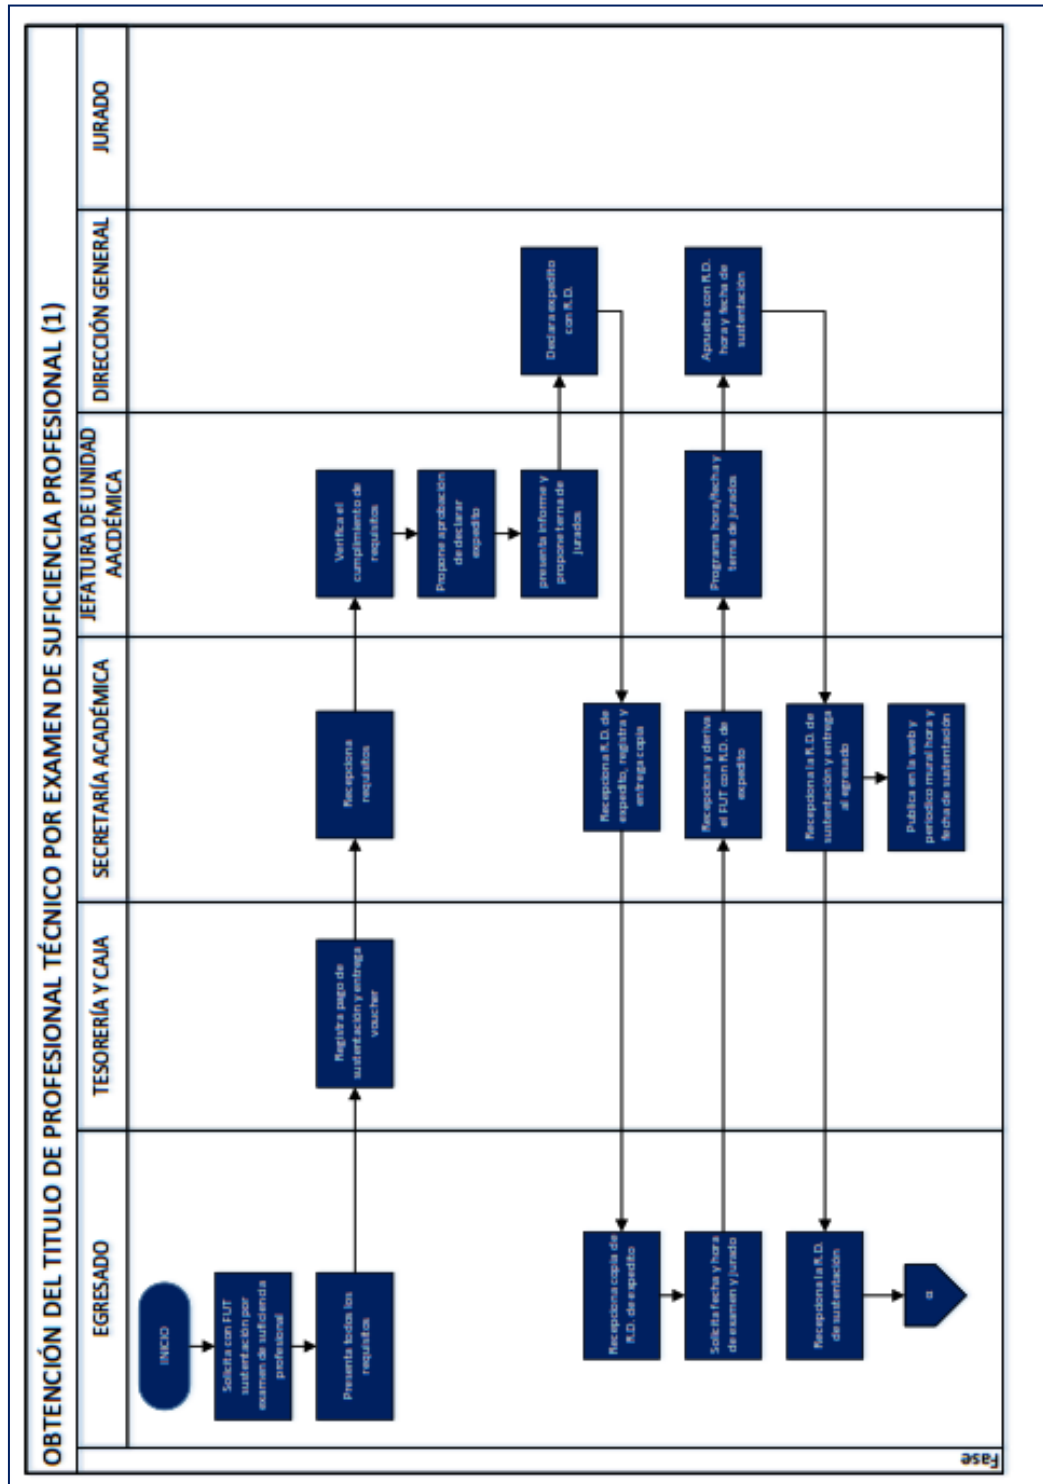 OBTENCIÓN DEL TITULO DE PROFESIONAL TÉCNICO POR EXAMEN DE SUFICIENCIA PROFESIONAL (1)
EGRESADO
TESORERÍA Y CAJA
SECRETARÍA ACADÉMICA
JEFATURA DE UNIDAD
AACDÉMICA
DIRECCIÓN GENERAL
JURADO
INICIO
Solicita con FUT
sustentación por
examen de suficiencia
profesional
Presenta todos los
requisitos
Registra pago de
sustentación y entrega
voucher
Recepciona
requisitos
Verifica el
cumplimiento de
requisitos
Propone aprobación
de declarar
expedito
presenta informe y
propone terna de
jurados
Declara expedito
con R.D.
Recepciona R.D. de
expedito, registra y
entrega copia
Recepciona copia de
R.D. de expedito
Solicita fecha y hora
de examen y jurado
Recepciona y deriva
el FUT con R.D. de
expedito
Programa hora/fecha y
terna de jurados
Aprueba con R.D.
hora y fecha de
sustentación
Recepciona la R.D. de
sustentación y entrega
al egresado
Publica en la web y
periodico mural hora y
fecha de sustentación
Recepciona la R.D.
de sustentación
a
Fase